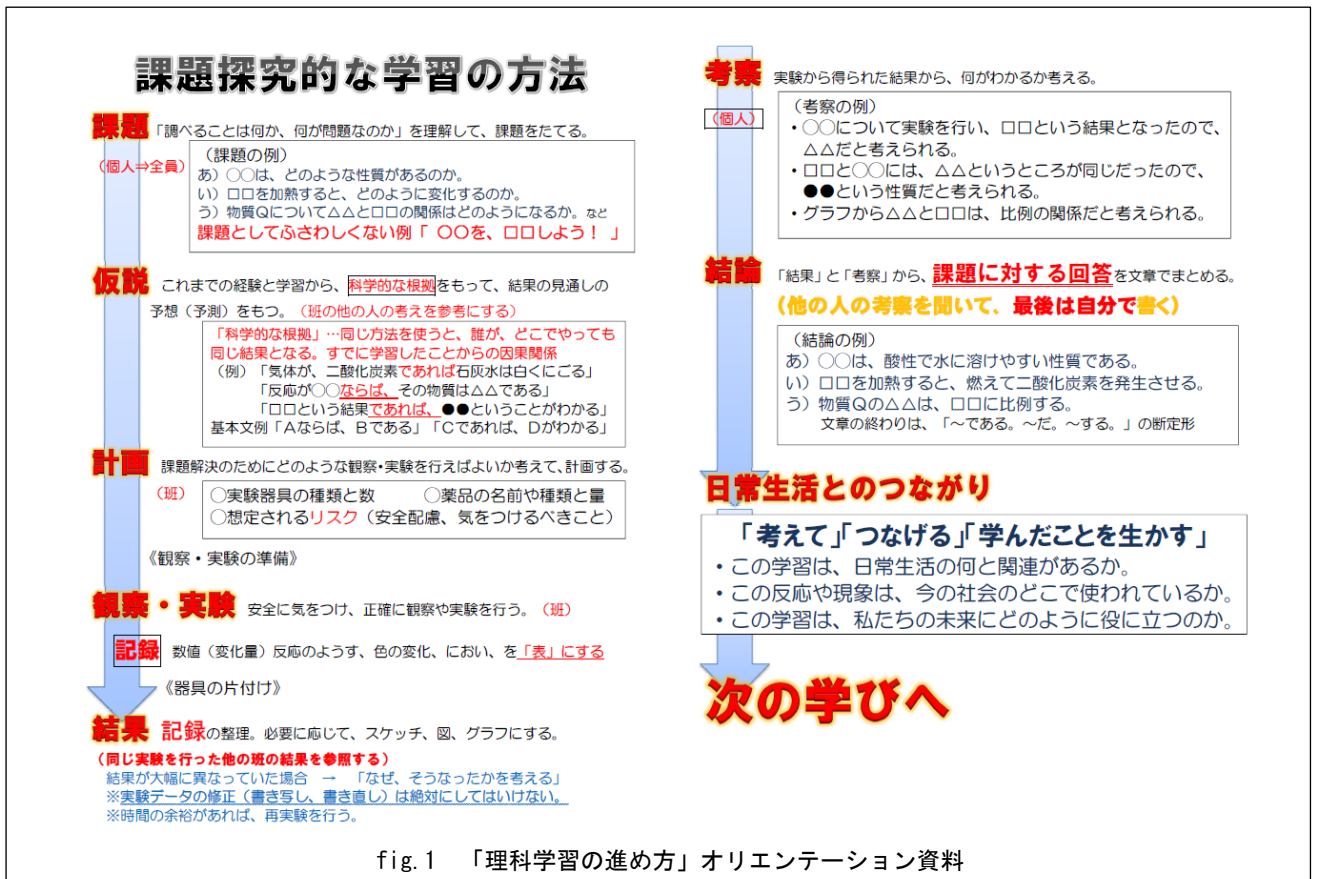 課題探究的な学習の方法
課題 「調べることは何か、何が問題なのか」を理解して、課題をたてる。
（個人⇒全員）
（課題の例）
あ）○○は、どのような性質があるのか。
い）□□を加熱すると、どのように変化するのか。
う）物質Qについて△△と□□の関係はどのようになるか。など
課題としてふさわしくない例「 〇〇を、□□しよう！ 」
仮説 これまでの経験と学習から、科学的な根拠をもって、結果の見通しの
予想（予測）をもつ。（班の他の人の考えを参考にする）
「科学的な根拠」…同じ方法を使うと、誰が、どこでやっても
同じ結果となる。すでに学習したことからの因果関係
（例）「気体が、二酸化炭素であれば石灰水は白くにごる」
「反応が○○ならば、その物質は△△である」
「□□という結果であれば、●●ということがわかる」
基本文例「Aならば、Bである」「Cであれば、Dがわかる」
計画 課題解決のためにどのような観察・実験を行えばよいか考えて、計画する。
（班）
○実験器具の種類と数 ○薬品の名前や種類と量
○想定されるリスク（安全配慮、気をつけるべきこと）
《観察・実験の準備》
観察・実験 安全に気をつけ、正確に観察や実験を行う。（班）
記録 数値（変化量）反応のようす、色の変化、におい、を「表」にする
《器具の片付け》
結果 記録の整理。必要に応じて、スケッチ、図、グラフにする。
（同じ実験を行った他の班の結果を参照する）
結果が大幅に異なっていた場合 → 「なぜ、そうなったかを考える」
※実験データの修正（書き写し、書き直し）は絶対にしてはいけない。
※時間の余裕があれば、再実験を行う。
考察 実験から得られた結果から、何がわかるか考える。
（個人）
（考察の例）
・○○について実験を行い、□□という結果となったので、
△△だと考えられる。
・□□と○○には、△△というところが同じだったので、
●●という性質だと考えられる。
・グラフから△△と□□は、比例の関係だと考えられる。
結論 「結果」と「考察」から、課題に対する回答を文章でまとめる。
（他の人の考察を聞いて、最後は自分で書く）
（結論の例）
あ）○○は、酸性で水に溶けやすい性質である。
い）□□を加熱すると、燃えて二酸化炭素を発生させる。
う）物質Qの△△は、□□に比例する。
文章の終わりは、「～である。～だ。～する。」の断定形
日常生活とのつながり
「考えて」「つなげる」「学んだことを生かす」
・この学習は、日常生活の何と関連があるか。
・この反応や現象は、今の社会のどこで使われているか。
・この学習は、私たちの未来にどのように役に立つのか。
次の学びへ
fig.1 「理科学習の進め方」オリエンテーション資料